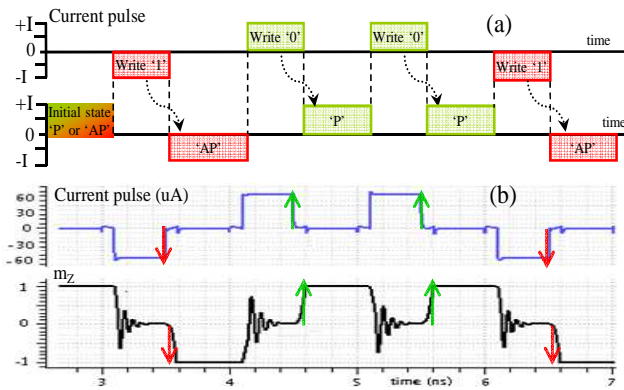 Current pulse
(a)
+I
0
-I
Write ‘1’
Write ‘0’
Write ‘0’
Write ‘1’
time
+I
0
-I
Initial state
‘P’ or ‘AP’
‘AP’
‘P’
‘P’
‘AP’
time
Current pulse (uA)
(b)
60
30
0
-30
-60
mZ
1
0
-1
3
4
5
6
7
time (ns)